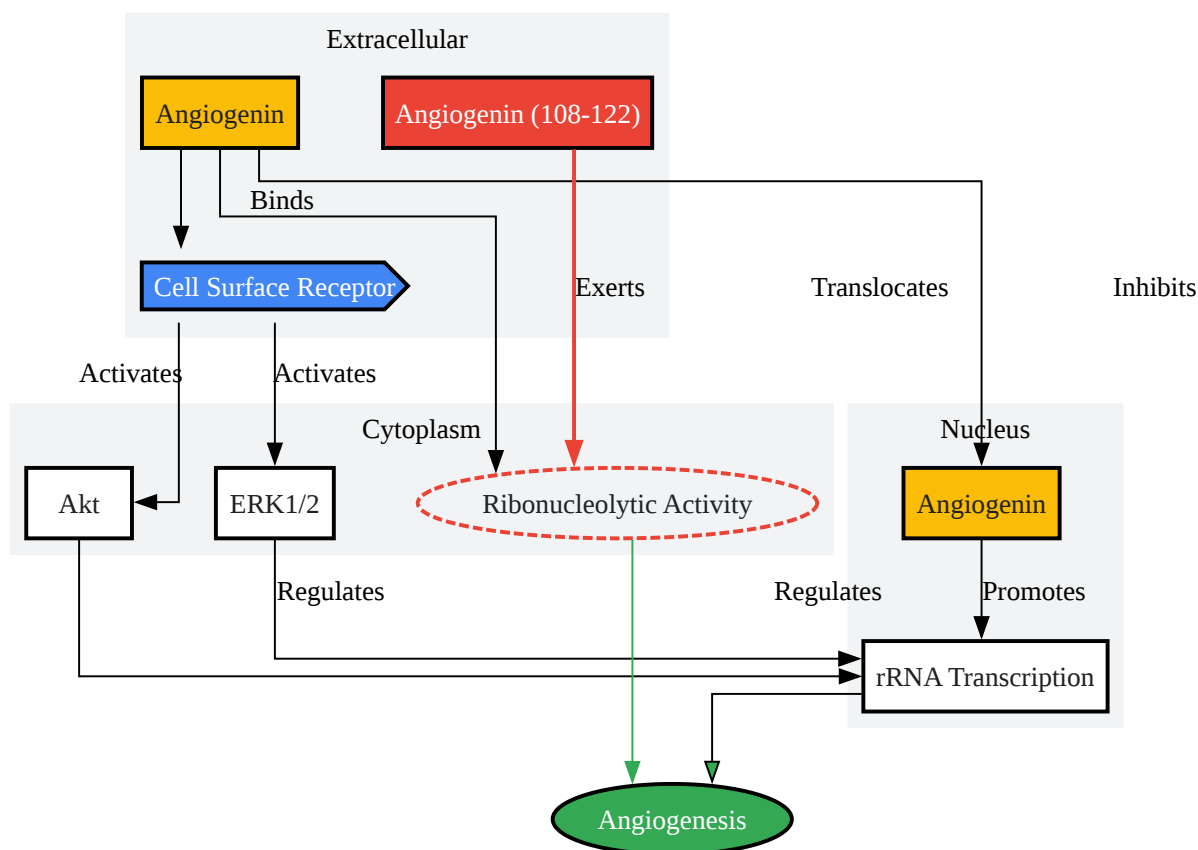 Extracellular
Angiogenin
Angiogenin (108-122)
Binds
Cell Surface Receptor
Exerts
Translocates
Inhibits
Activates
Activates
Cytoplasm
Nucleus
Akt
ERK1/2
Ribonucleolytic Activity
Angiogenin
Regulates
Regulates
Promotes
rRNA Transcription
Angiogenesis